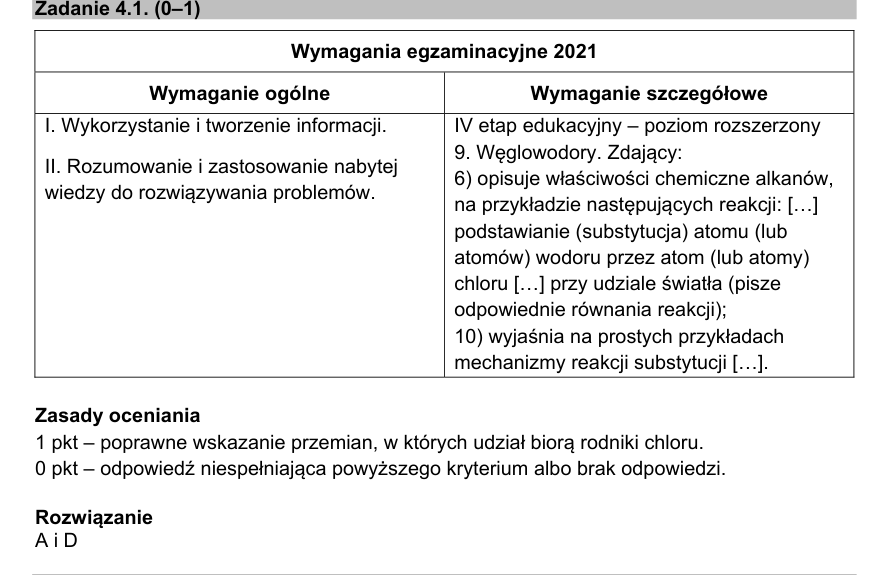 Zadanie 4.1. (0–1)
Wymagania egzaminacyjne 2021
Wymaganie ogólne
Wymaganie szczegółowe
I. Wykorzystanie i tworzenie informacji.
II. Rozumowanie i zastosowanie nabytej
wiedzy do rozwiązywania problemów.
IV etap edukacyjny – poziom rozszerzony
9. Węglowodory. Zdający:
6) opisuje właściwości chemiczne alkanów,
na przykładzie następujących reakcji: […]
podstawianie (substytucja) atomu (lub
atomów) wodoru przez atom (lub atomy)
chloru […] przy udziale światła (pisze
odpowiednie równania reakcji);
10) wyjaśnia na prostych przykładach
mechanizmy reakcji substytucji […].
Zasady oceniania
1 pkt – poprawne wskazanie przemian, w których udział biorą rodniki chloru.
0 pkt – odpowiedź niespełniająca powyższego kryterium albo brak odpowiedzi.
Rozwiązanie
A i D